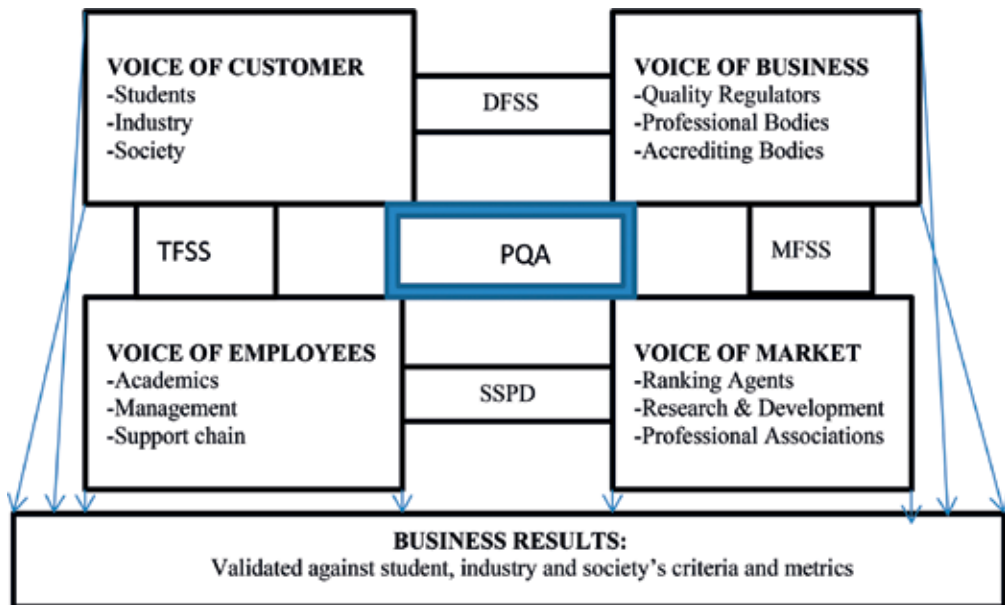 VOICE OF CUSTOMER
-Students
-Industry
-Society
DFSS
VOICE OF BUSINESS
-Quality Regulators
-Professional Bodies
-Accrediting Bodies
TFSS
PQA
MFSS
VOICE OF EMPLOYEES
-Academics
-Management
-Support chain
SSPD
VOICE OF MARKET
-Ranking Agents
-Research & Development
-Professional Associations
BUSINESS RESULTS:
Validated against student, industry and society’s criteria and metrics